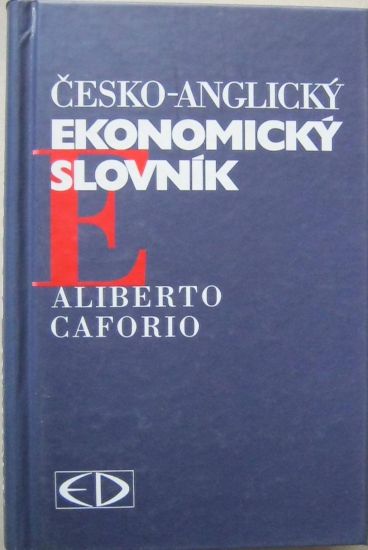 ČESKO-ANGLICKÝ
EKONOMICKÝ
SLOVNÍK
E
ALIBERTO
CAFORIO
ED